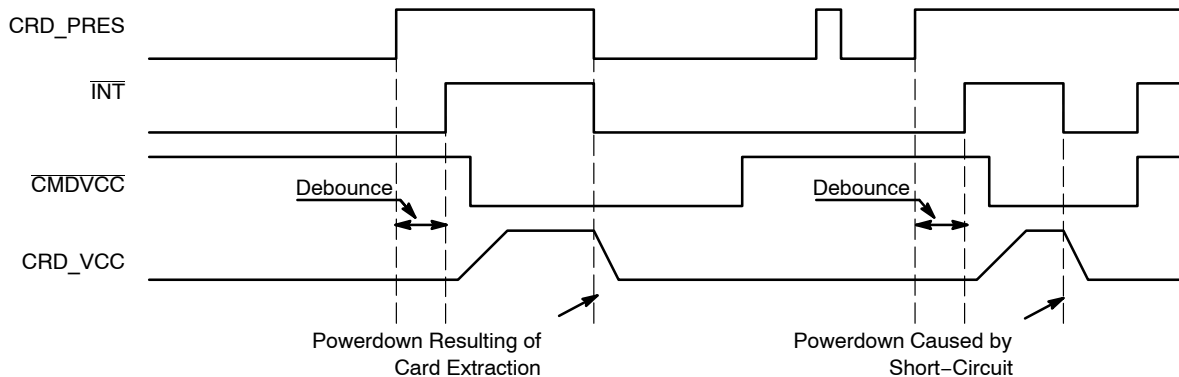 CRD_PRES
INT
CMDVCC
Debounce
Debounce
CRD_VCC
Powerdown Resulting of
Card Extraction
Powerdown Caused by
Short−Circuit